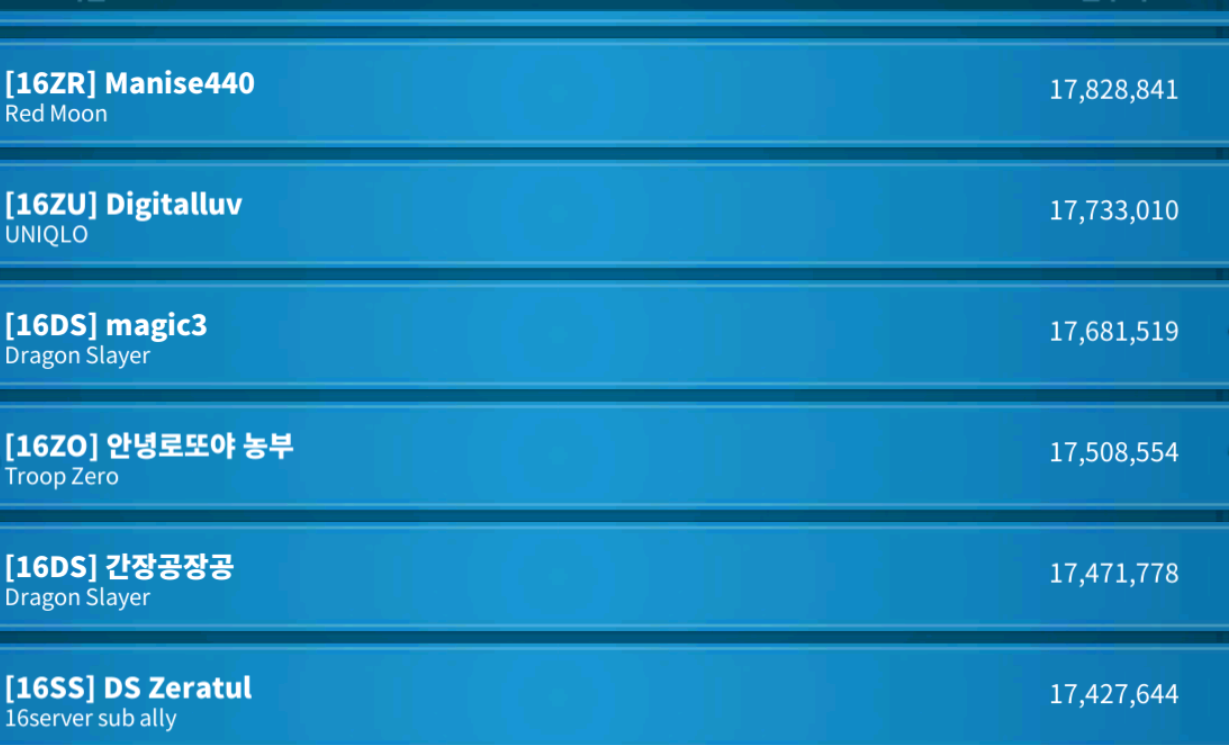 [16ZR] Manise440
Red Moon
17,828,841
[16ZU] Digitalluv
UNIQLO
17,733,010
[16DS] magic3
Dragon Slayer
17,681,519
[16ZO] 안녕로또야 농부
Troop Zero
17,508,554
[16DS] 간장공장공
Dragon Slayer
17,471,778
[16SS] DS Zeratul
16server sub ally
17,427,644